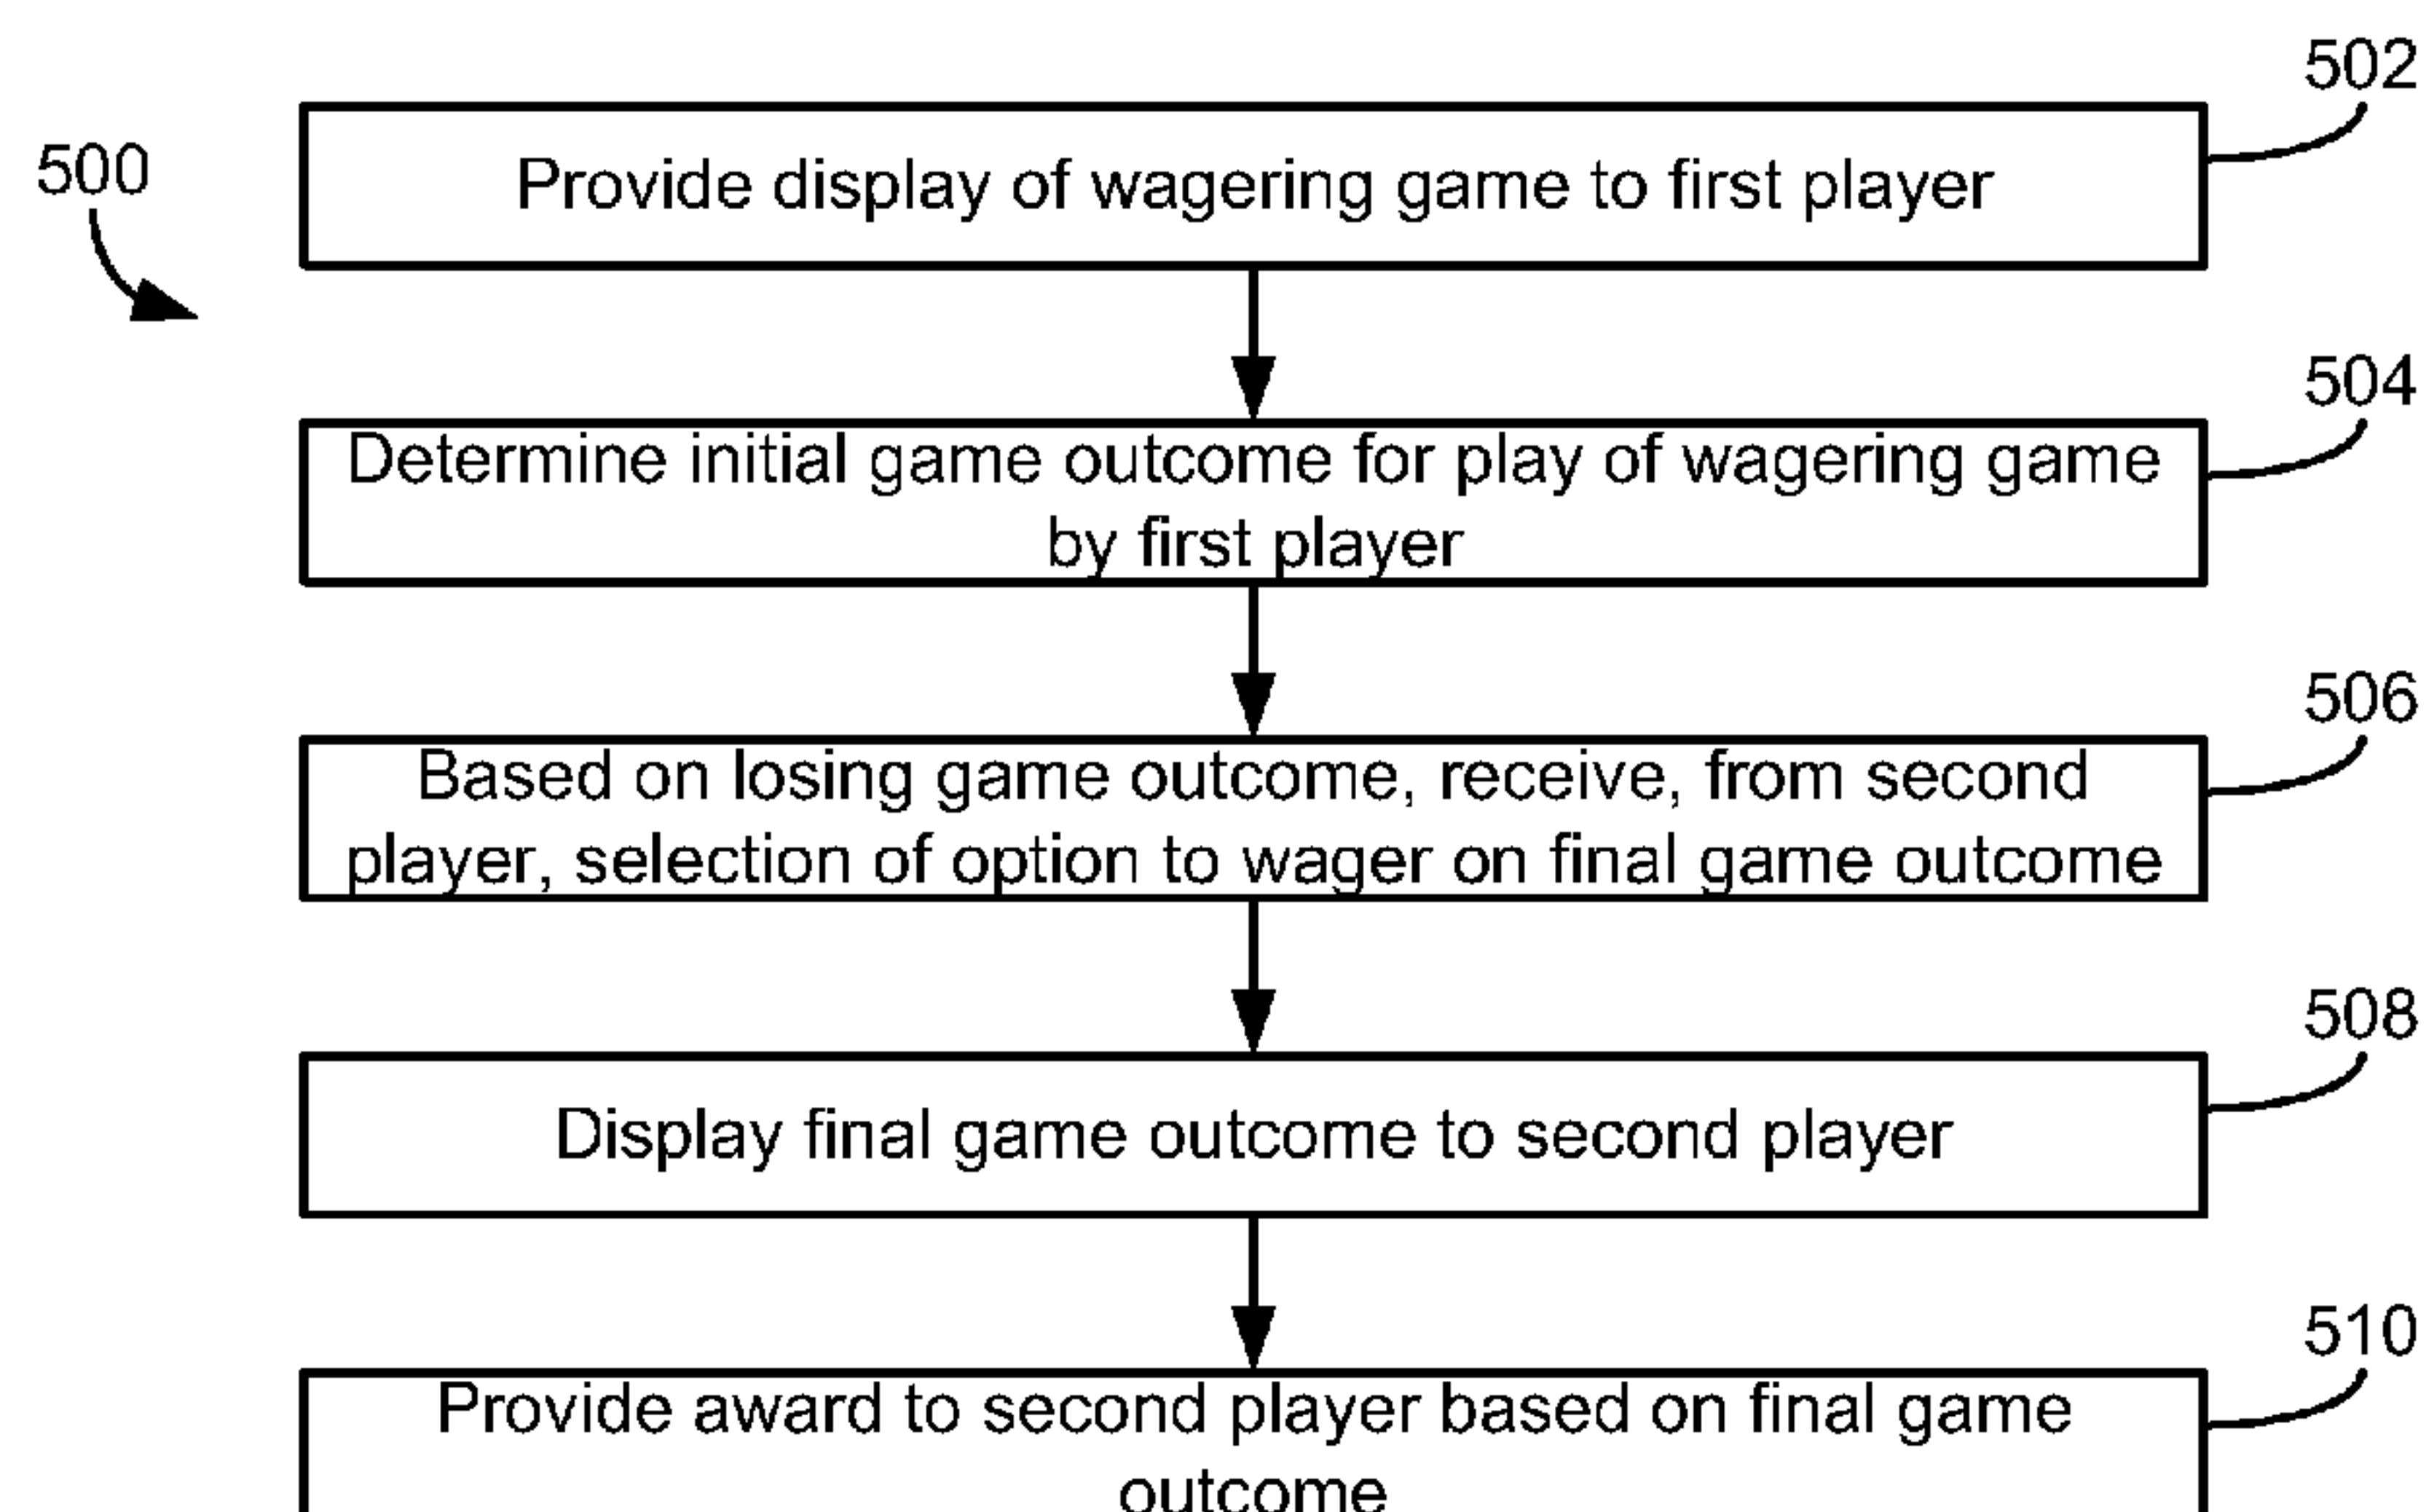 502
500
Provide display of wagering game to first player
504
Determine initial game outcome for play of wagering game
by first player
506
Based on losing game outcome, receive, from second
player, selection of option to wager on final game outcome
508
Display final game outcome to second player
510
Provide award to second player based on final game
outcome